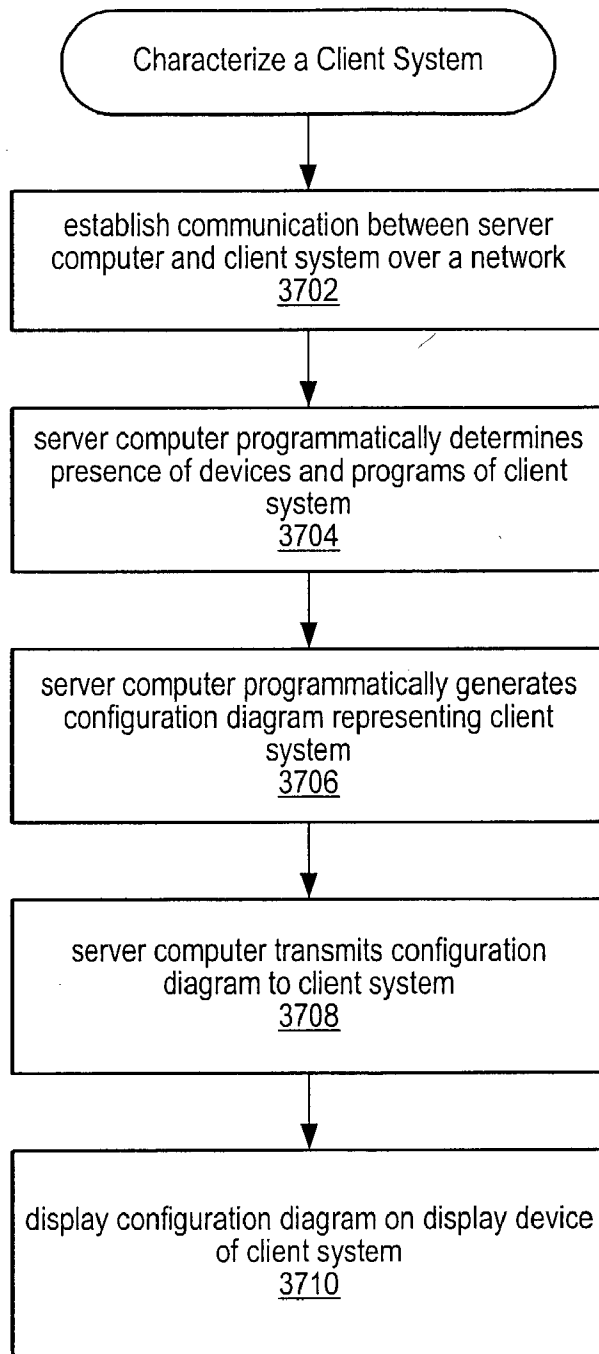 Characterize a Client System
establish communication between server
computer and client system over a network
3702
server computer programmatically determines
presence of devices and programs of client
system
3704
server computer programmatically generates
configuration diagram representing client
system
3706
server computer transmits configuration
diagram to client system
3708
display configuration diagram on display device
of client system
3710